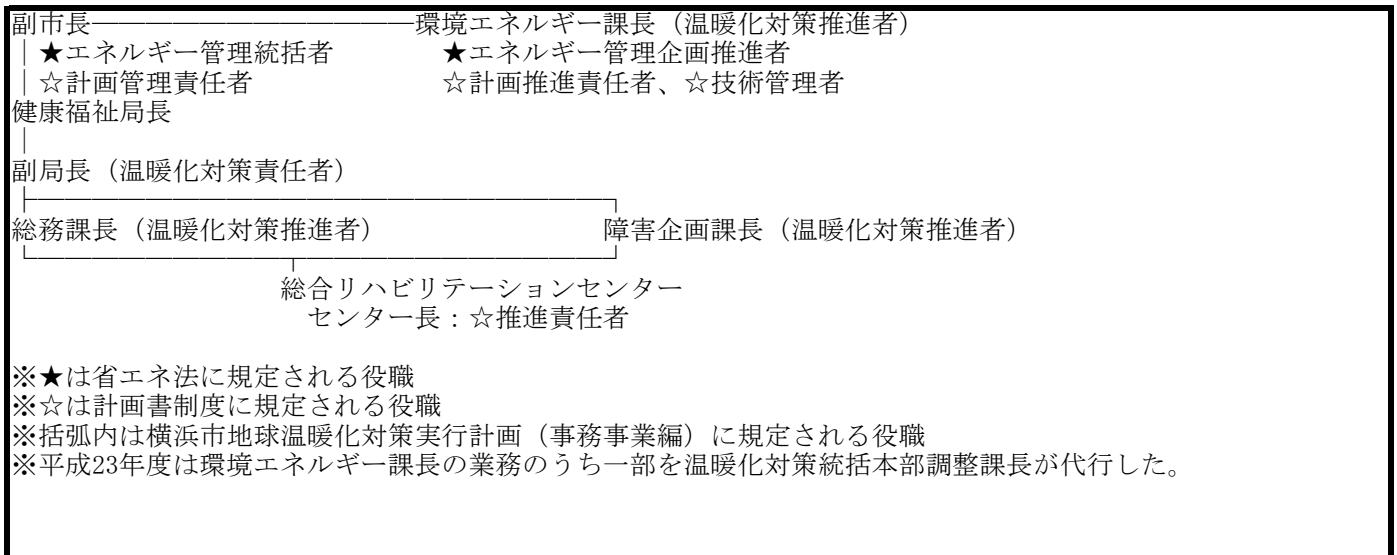 副市長────────────環境エネルギー課長（温暖化対策推進者）
│★エネルギー管理統括者　　　　★エネルギー管理企画推進者
│☆計画管理責任者　　　　　　　☆計画推進責任者、☆技術管理者
健康福祉局長
│
副局長（温暖化対策責任者）
├─────────────────────┐
総務課長（温暖化対策推進者）　　　　　　　　　障害企画課長（温暖化対策推進者）
└─────────┬───────────┘
総合リハビリテーションセンター
センター長：☆推進責任者
※★は省エネ法に規定される役職
※☆は計画書制度に規定される役職
※括弧内は横浜市地球温暖化対策実行計画（事務事業編）に規定される役職
※平成23年度は環境エネルギー課長の業務のうち一部を温暖化対策統括本部調整課長が代行した。